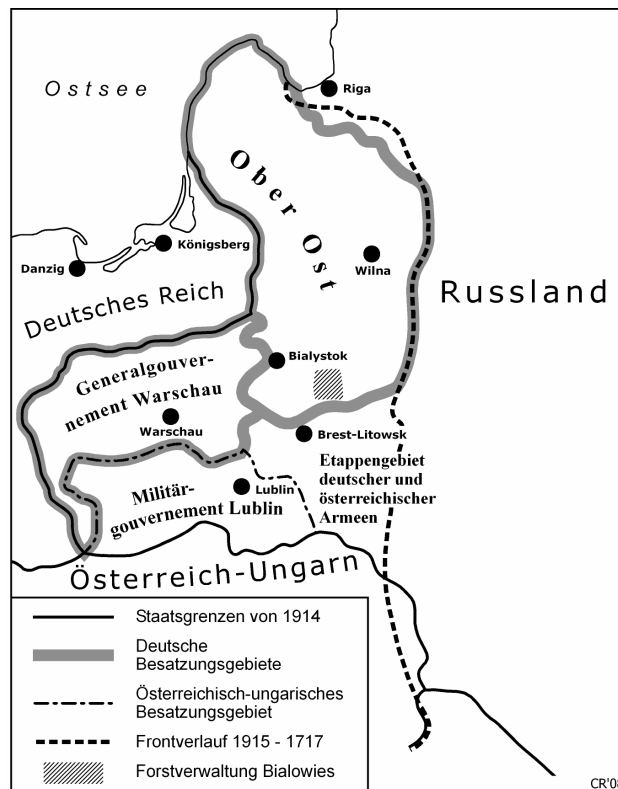 Ostsee
Riga
Ober Ost
Königsberg
Danzig
Wilna
Deutsches Reich
Russland
Bialystok
Generalgouver-
nement Warschau
Warschau
Brest-Litowsk
Etappengebiet
deutscher und
österreichischer
Armeen
Militär-
gouvernement Lublin
Lublin
Österreich-Ungarn
Staatsgrenzen von 1914
Deutsche
Besatzungsgebiete
Österreichisch-ungarisches
Besatzungsgebiet
Frontverlauf 1915 - 1717
Forstverwaltung Bialowies
CR'08